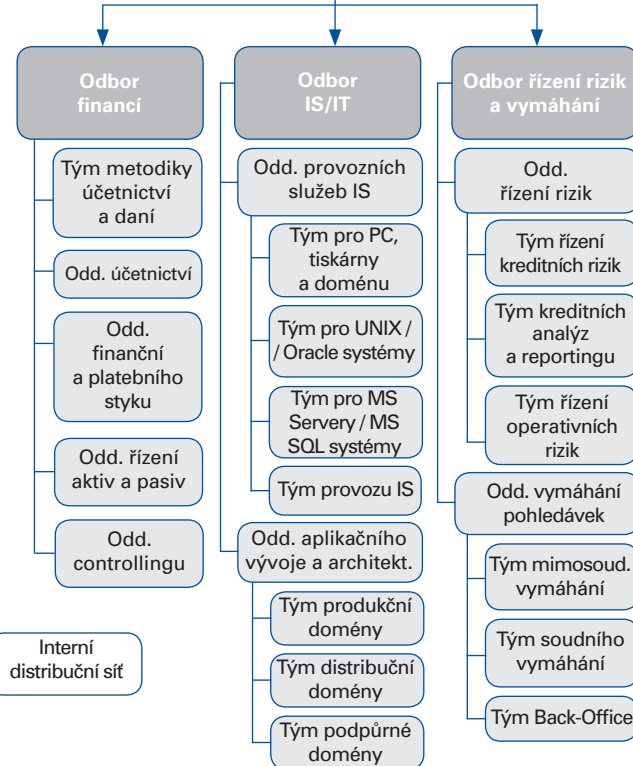 Odbor
financí
Tým metodiky
účetnictví
a daní
Odd. účetnictví
Odd.
finanční
a platebního
styku
Odd. řízení
aktiv a pasiv
Odd.
controllingu
Interní
distribuční síť
Odbor
IS/IT
Odd. provozních
služeb IS
Tým pro PC,
tiskárny
a doménu
Tým pro UNIX /
/ Oracle systémy
Tým pro MS
Servery / MS
SQL systémy
Tým provozu IS
Odd. aplikačního
vývoje a architekt.
Tým produkční
domény
Tým distribuční
domény
Tým podpůrné
domény
Odbor řízení rizik
a vymáhání
Odd.
řízení rizik
Tým řízení
kreditních rizik
Tým kreditních
analýz
a reportingu
Tým řízení
operativních
rizik
Odd. vymáhání
pohledávek
Tým mimosoud.
vymáhání
Tým soudního
vymáhání
Tým Back-Office